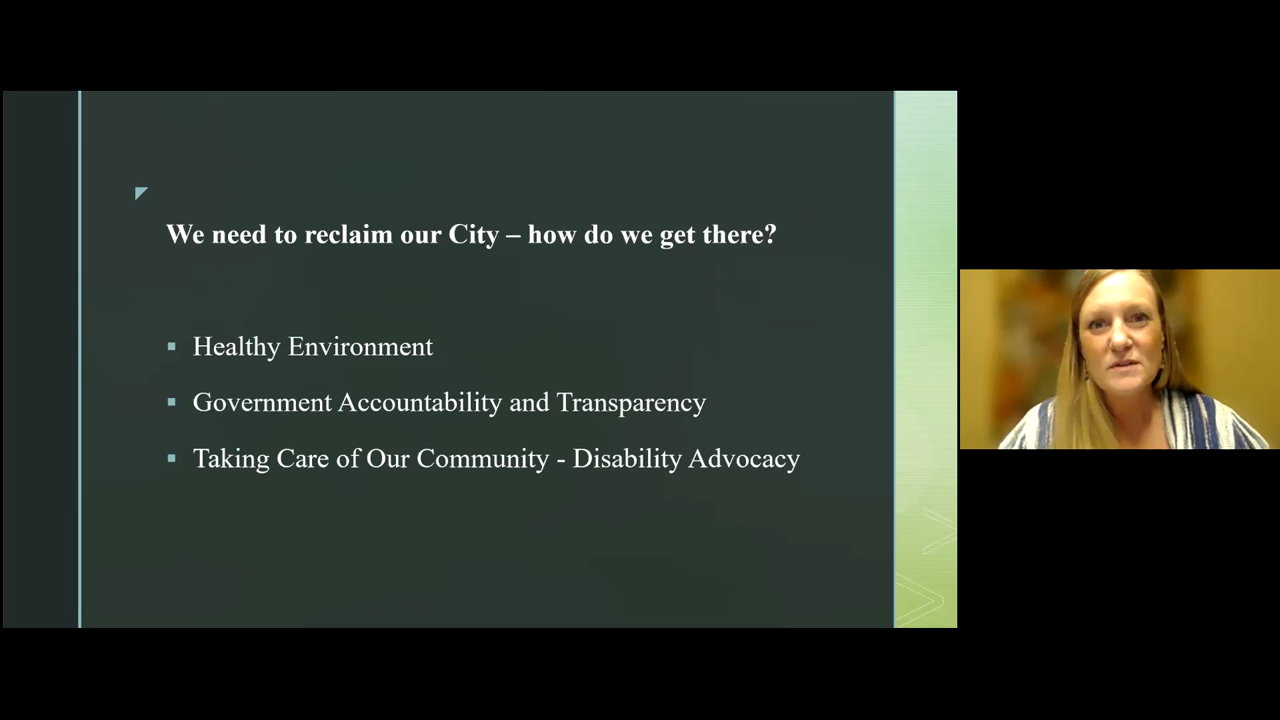 We need to reclaim our City – how do we get there?
Healthy Environment
Government Accountability and Transparency
Taking Care of Our Community - Disability Advocacy